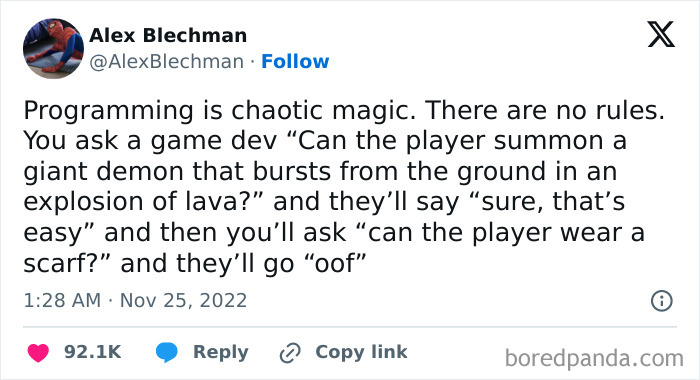 Alex Blechman
@AlexBlechman · Follow
Programming is chaotic magic. There are no rules.
You ask a game dev “Can the player summon a
giant demon that bursts from the ground in an
explosion of lava?” and they’ll say “sure, that’s
easy” and then you’ll ask “can the player wear a
scarf?” and they’ll go “oof”
1:28 AM · Nov 25, 2022
92.1K Reply Copy link
boredpanda.com